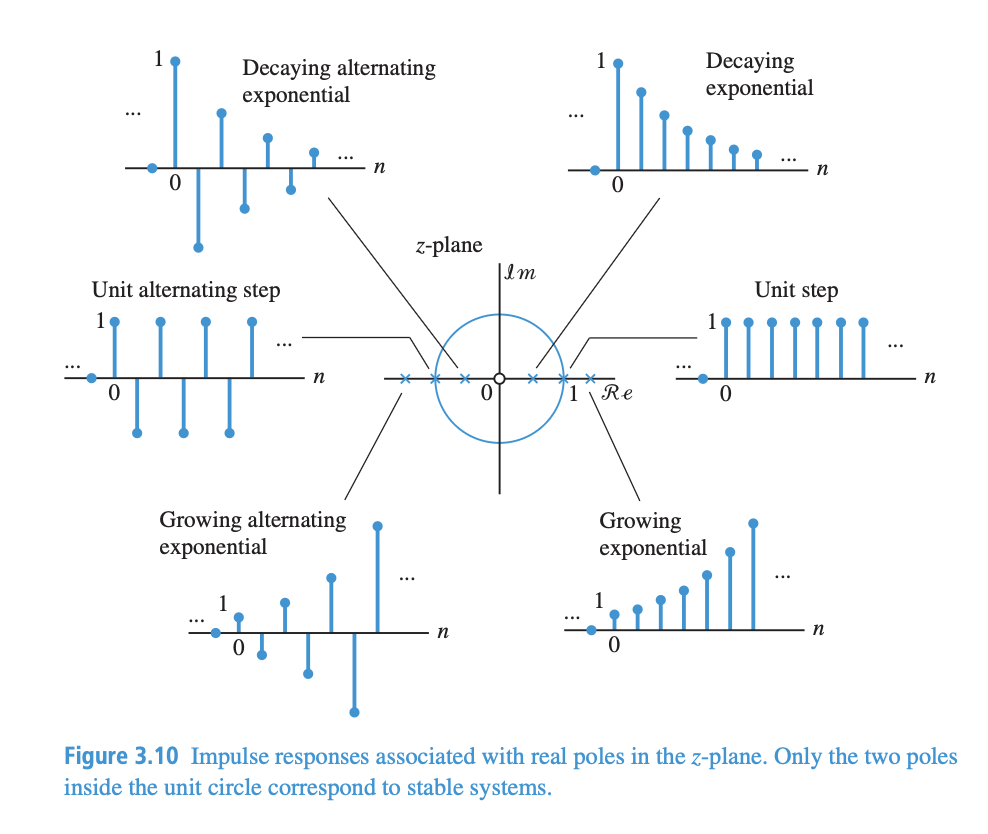 1
Decaying alternating
exponential
...
...
n
0
1
Decaying
exponential
...
...
n
0
z-plane
ℐm
Unit alternating step
1
...
...
n
0
0
1
ℛe
Unit step
1
...
...
n
0
Growing alternating
exponential
1
...
...
n
0
Growing
exponential
1
...
...
n
0
Figure 3.10 Impulse responses associated with real poles in the z-plane. Only the two poles
inside the unit circle correspond to stable systems.